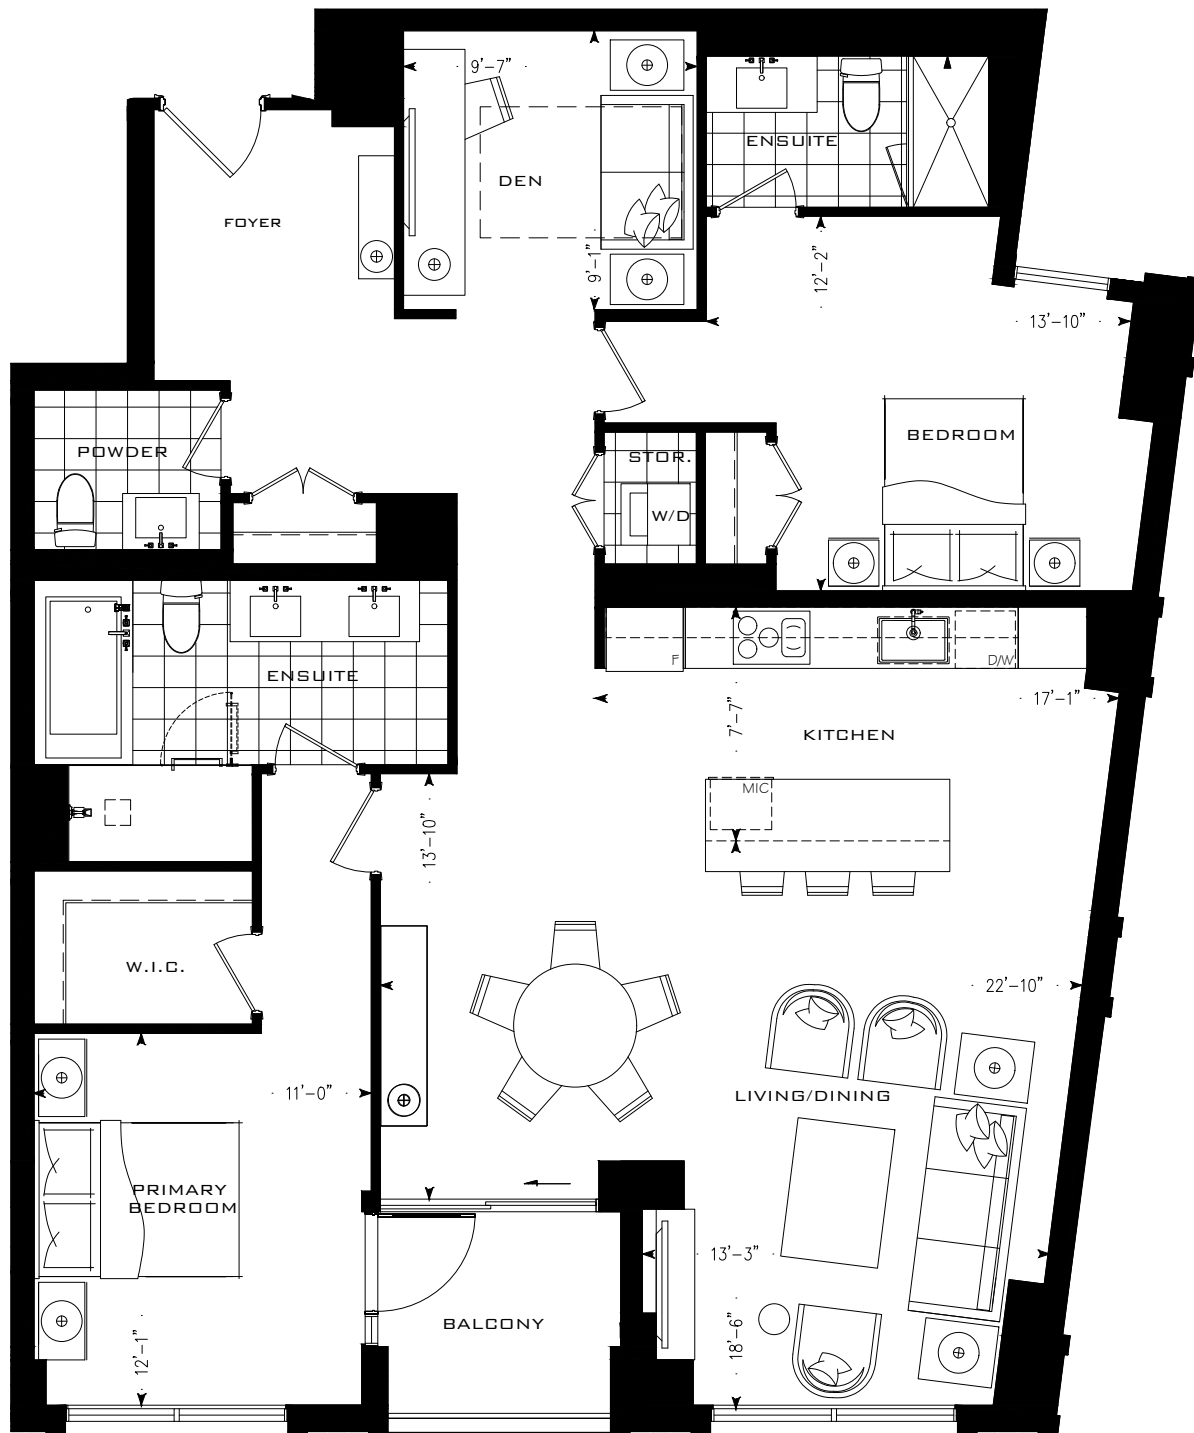 9'-7"
ENSUITE
DEN
FOYER
9'-1"
12'-2"
13'-10"
POWDER
STOR.
BEDROOM
W/D
F
D/W
ENSUITE
17'-1"
7'-7"
KITCHEN
MIC
13'-10"
W.I.C.
22'-10"
11'-0"
LIVING/DINING
PRIMARY
BEDROOM
13'-3"
BALCONY
18'-6"
12'-1"